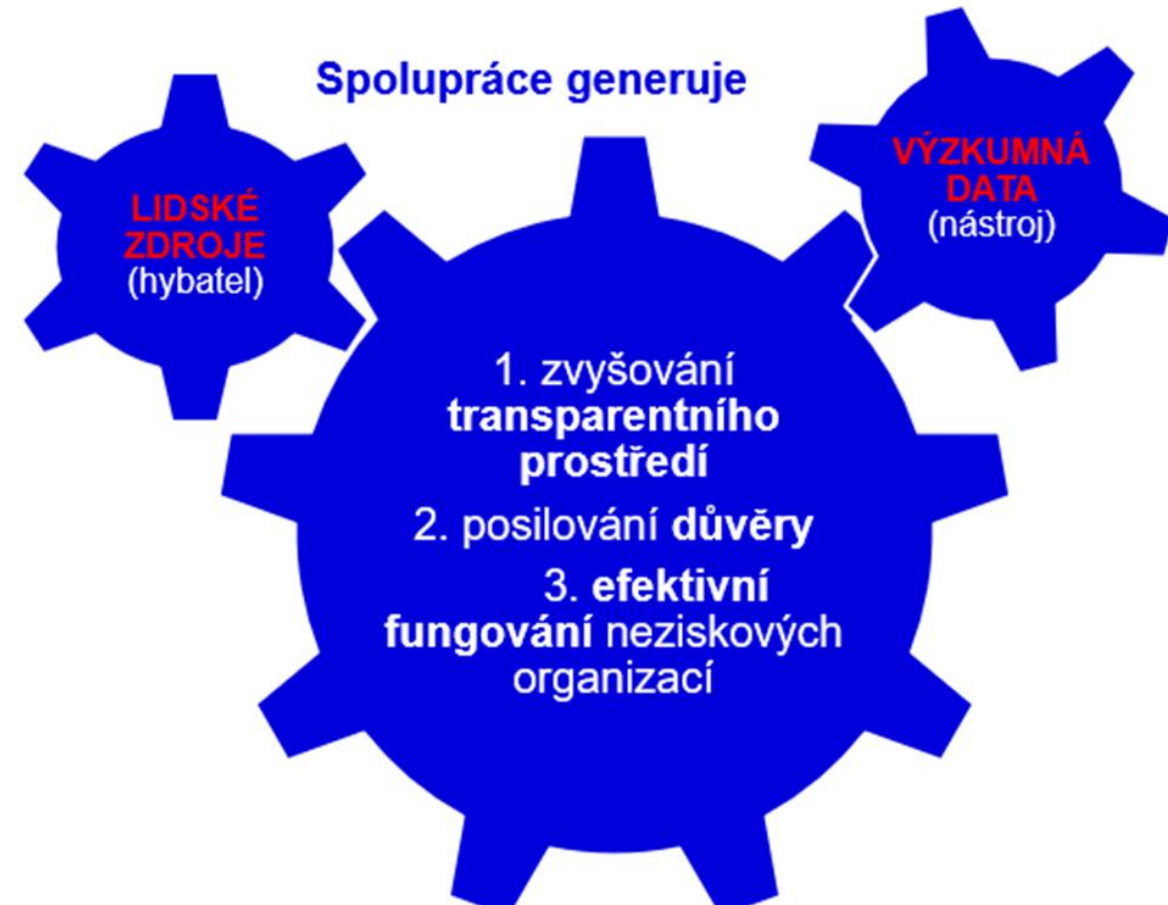 Spolupráce generuje
LIDSKÉ
ZDROJE
(hybatel)
VÝZKUMNÁ
DATA
(nástroj)
1. zvyšování
transparentního
prostředí
2. posilování důvěry
3. efektivní
fungování neziskových
organizací